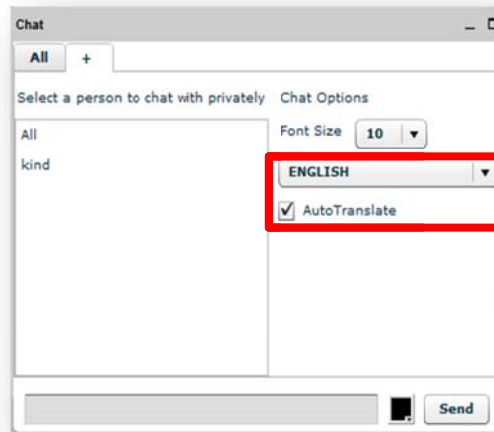 Chat
All +
Select a person to chat with privately
All
kind
Chat Options
Font Size 10
ENGLISH
AutoTranslate
Send